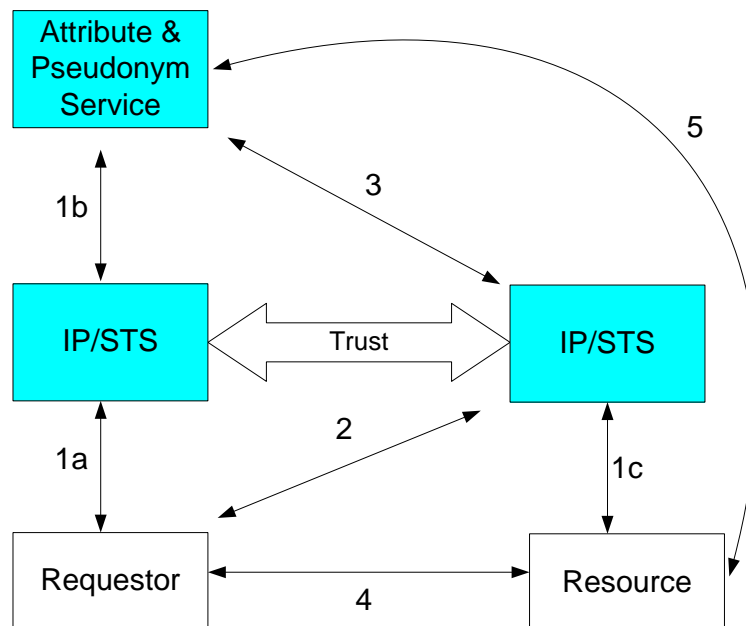 Attribute &
Pseudonym
Service
5
3
1b
IP/STS
Trust
IP/STS
2
1a
1c
Requestor
4
Resource